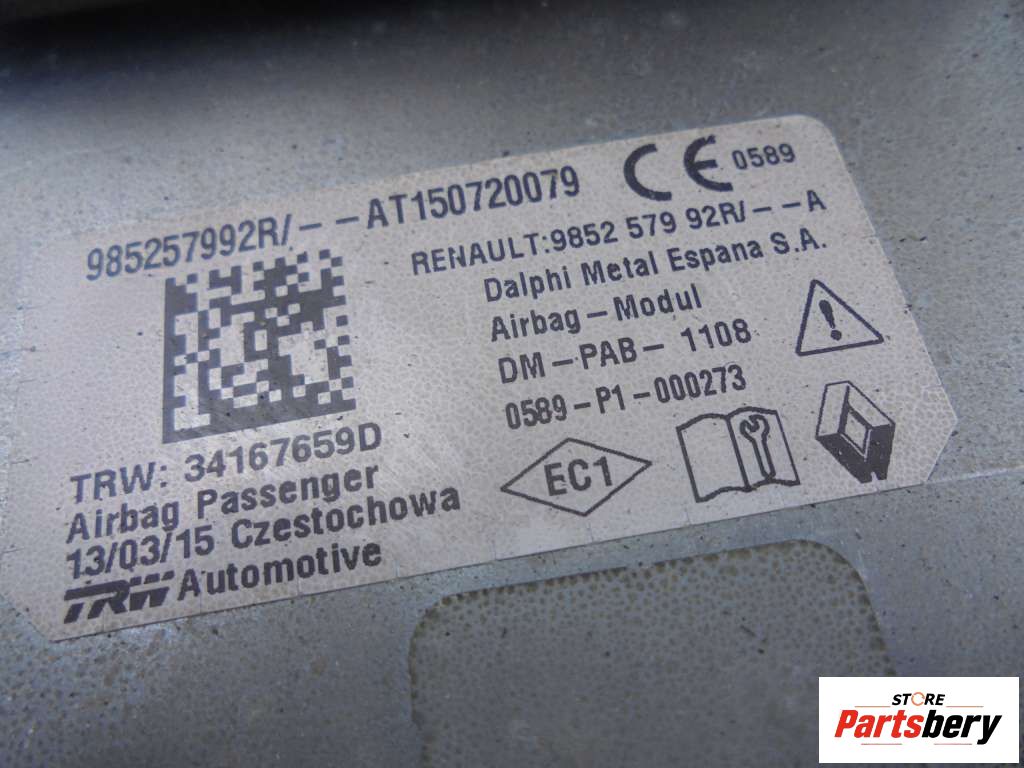 985257992R/--AT150720079
CE 0589
RENAULT:9852 579 92R/--A
Dalphi Metal Espana S.A.
Airbag-Modul
DM-PAB-1108
0589-P1-000273
EC1
TRW: 34167659D
Airbag Passenger
13/03/15 Czestochowa
TRW Automotive
STORE
Partsbery